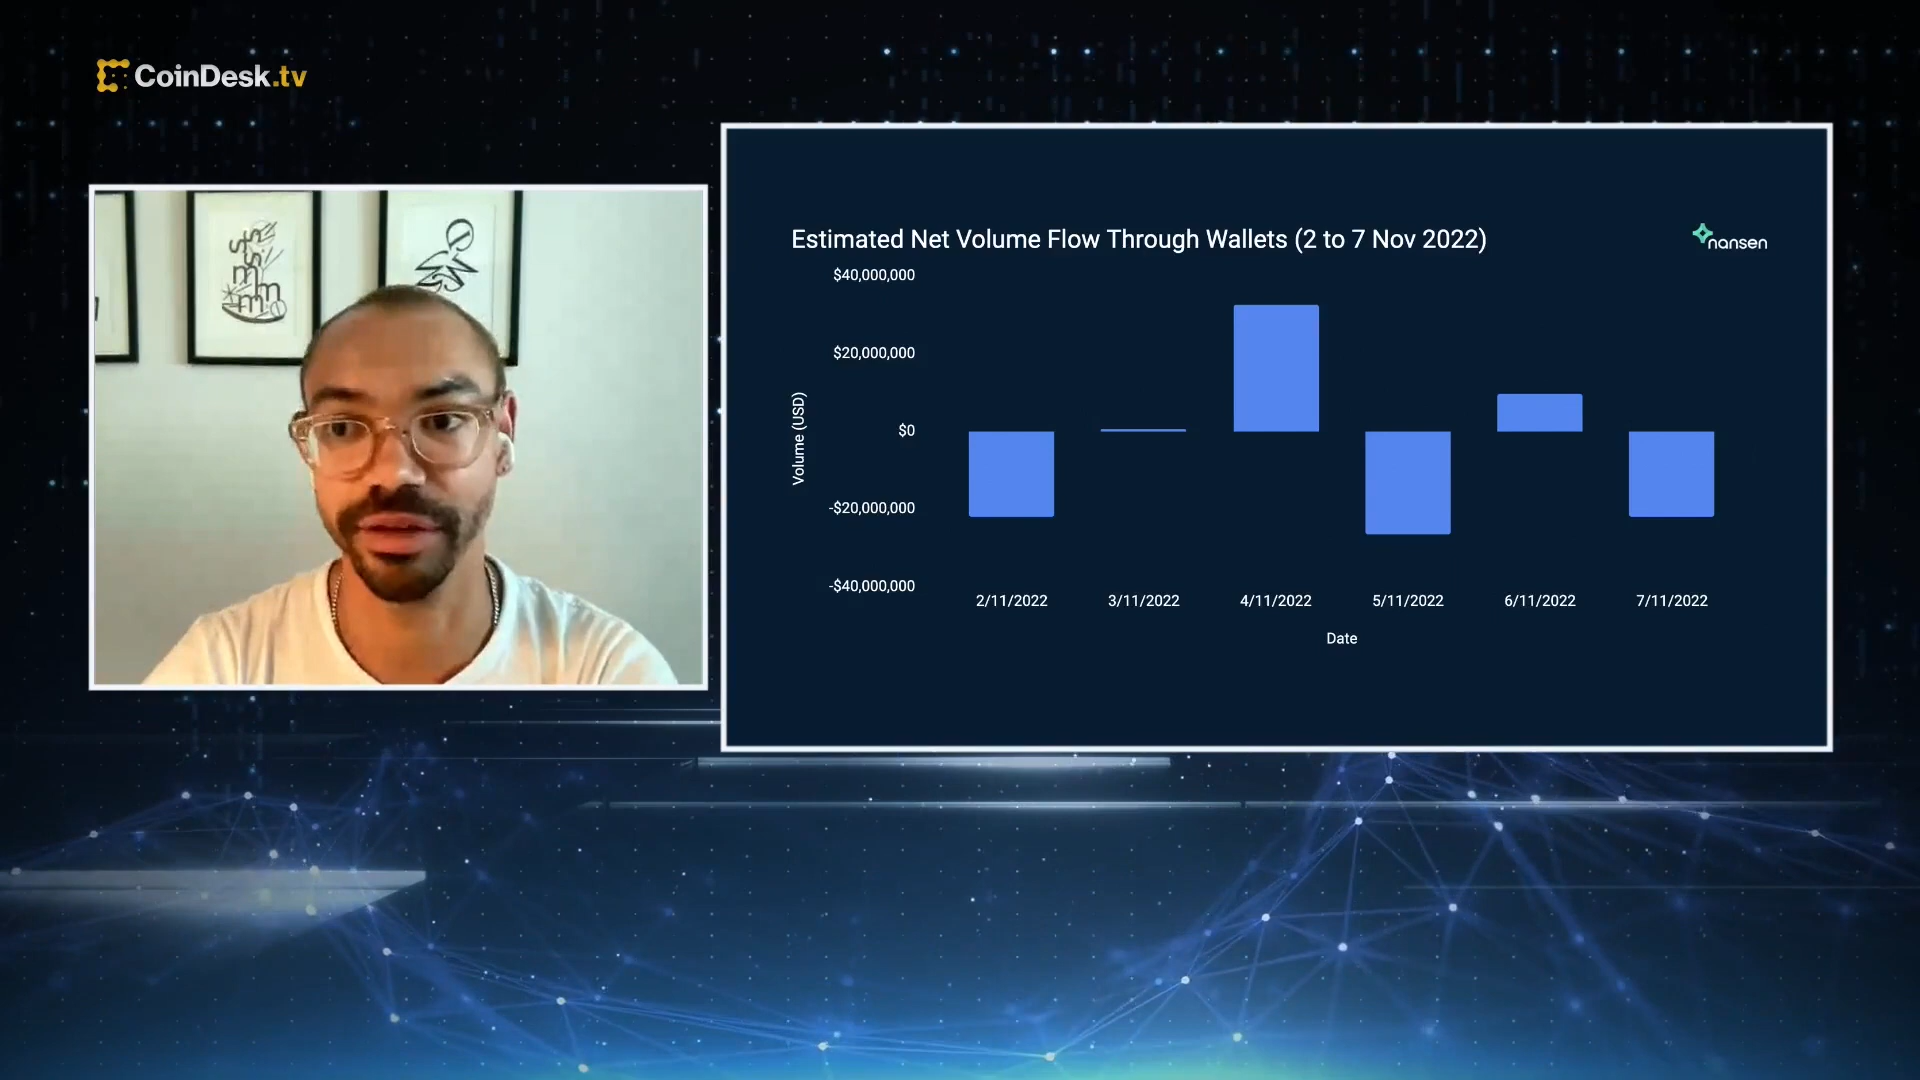 CoinDesk.tv
Estimated Net Volume Flow Through Wallets (2 to 7 Nov 2022)
nansen
$40,000,000
$20,000,000
$0
-$20,000,000
-$40,000,000
Volume (USD)
2/11/2022 3/11/2022 4/11/2022 5/11/2022 6/11/2022 7/11/2022
Date